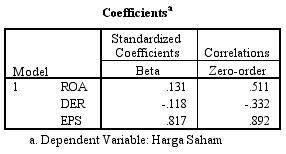 Coefficientsa
Standardized Coefficients Correlations
Model Beta Zero-order
1 ROA .131 .511
DER -.118 -.332
EPS .817 .892
a. Dependent Variable: Harga Saham